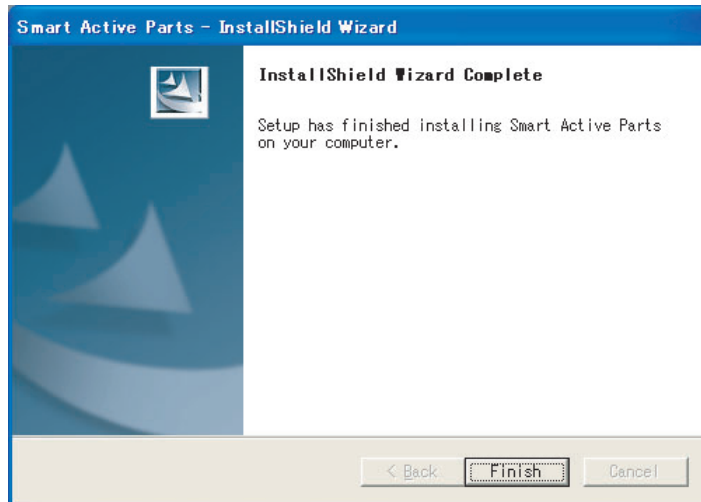 Smart Active Parts - InstallShield Wizard
InstallShield Wizard Complete
Setup has finished installing Smart Active Parts
on your computer.
< Back
Finish
Cancel